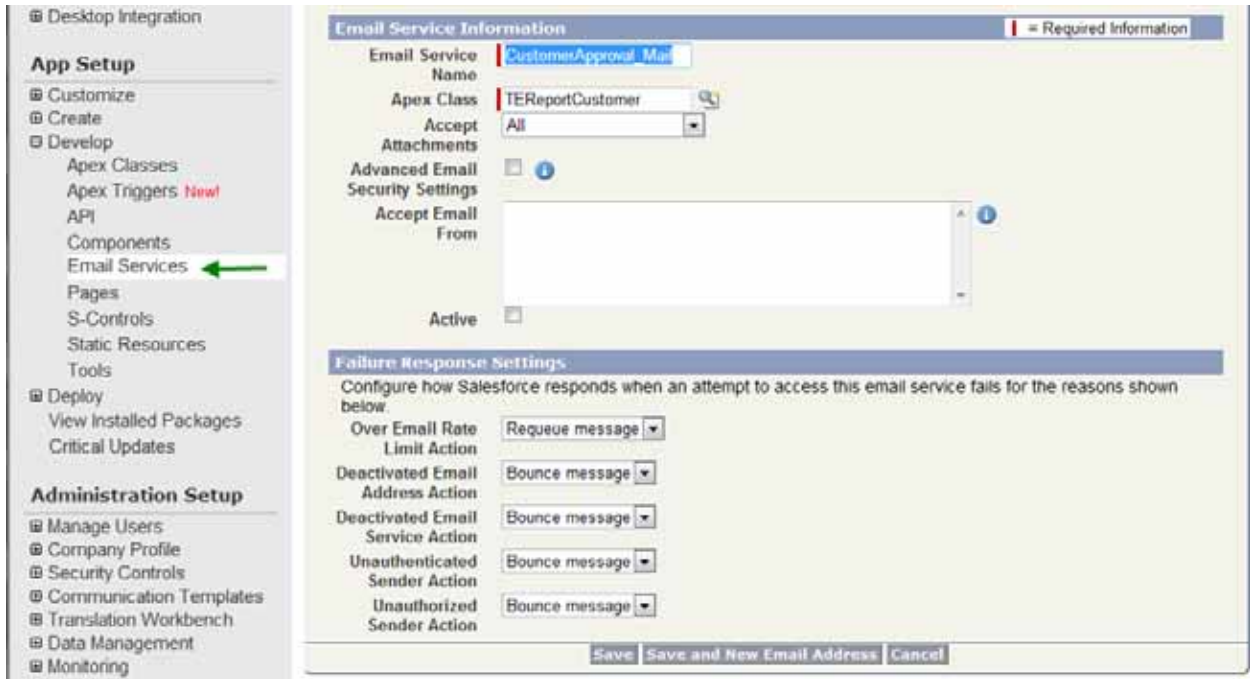 Desktop Integration
App Setup
Customize
Create
Develop
Apex Classes
Apex Triggers New!
API
Components
Email Services
Pages
S-Controls
Static Resources
Tools
Deploy
View Installed Packages
Critical Updates
Administration Setup
Manage Users
Company Profile
Security Controls
Communication Templates
Translation Workbench
Data Management
Monitoring
Email Service Information
= Required Information
Email Service Name CustomerApproval_Mail
Apex Class TEReportCustomer
Accept Attachments All
Advanced Email Security Settings
Accept Email From
Active
Failure Response Settings
Configure how Salesforce responds when an attempt to access this email service fails for the reasons shown
below.
Over Email Rate Limit Action Requeue message
Deactivated Email Address Action Bounce message
Deactivated Email Service Action Bounce message
Unauthenticated Sender Action Bounce message
Unauthorized Sender Action Bounce message
Save Save and New Email Address Cancel